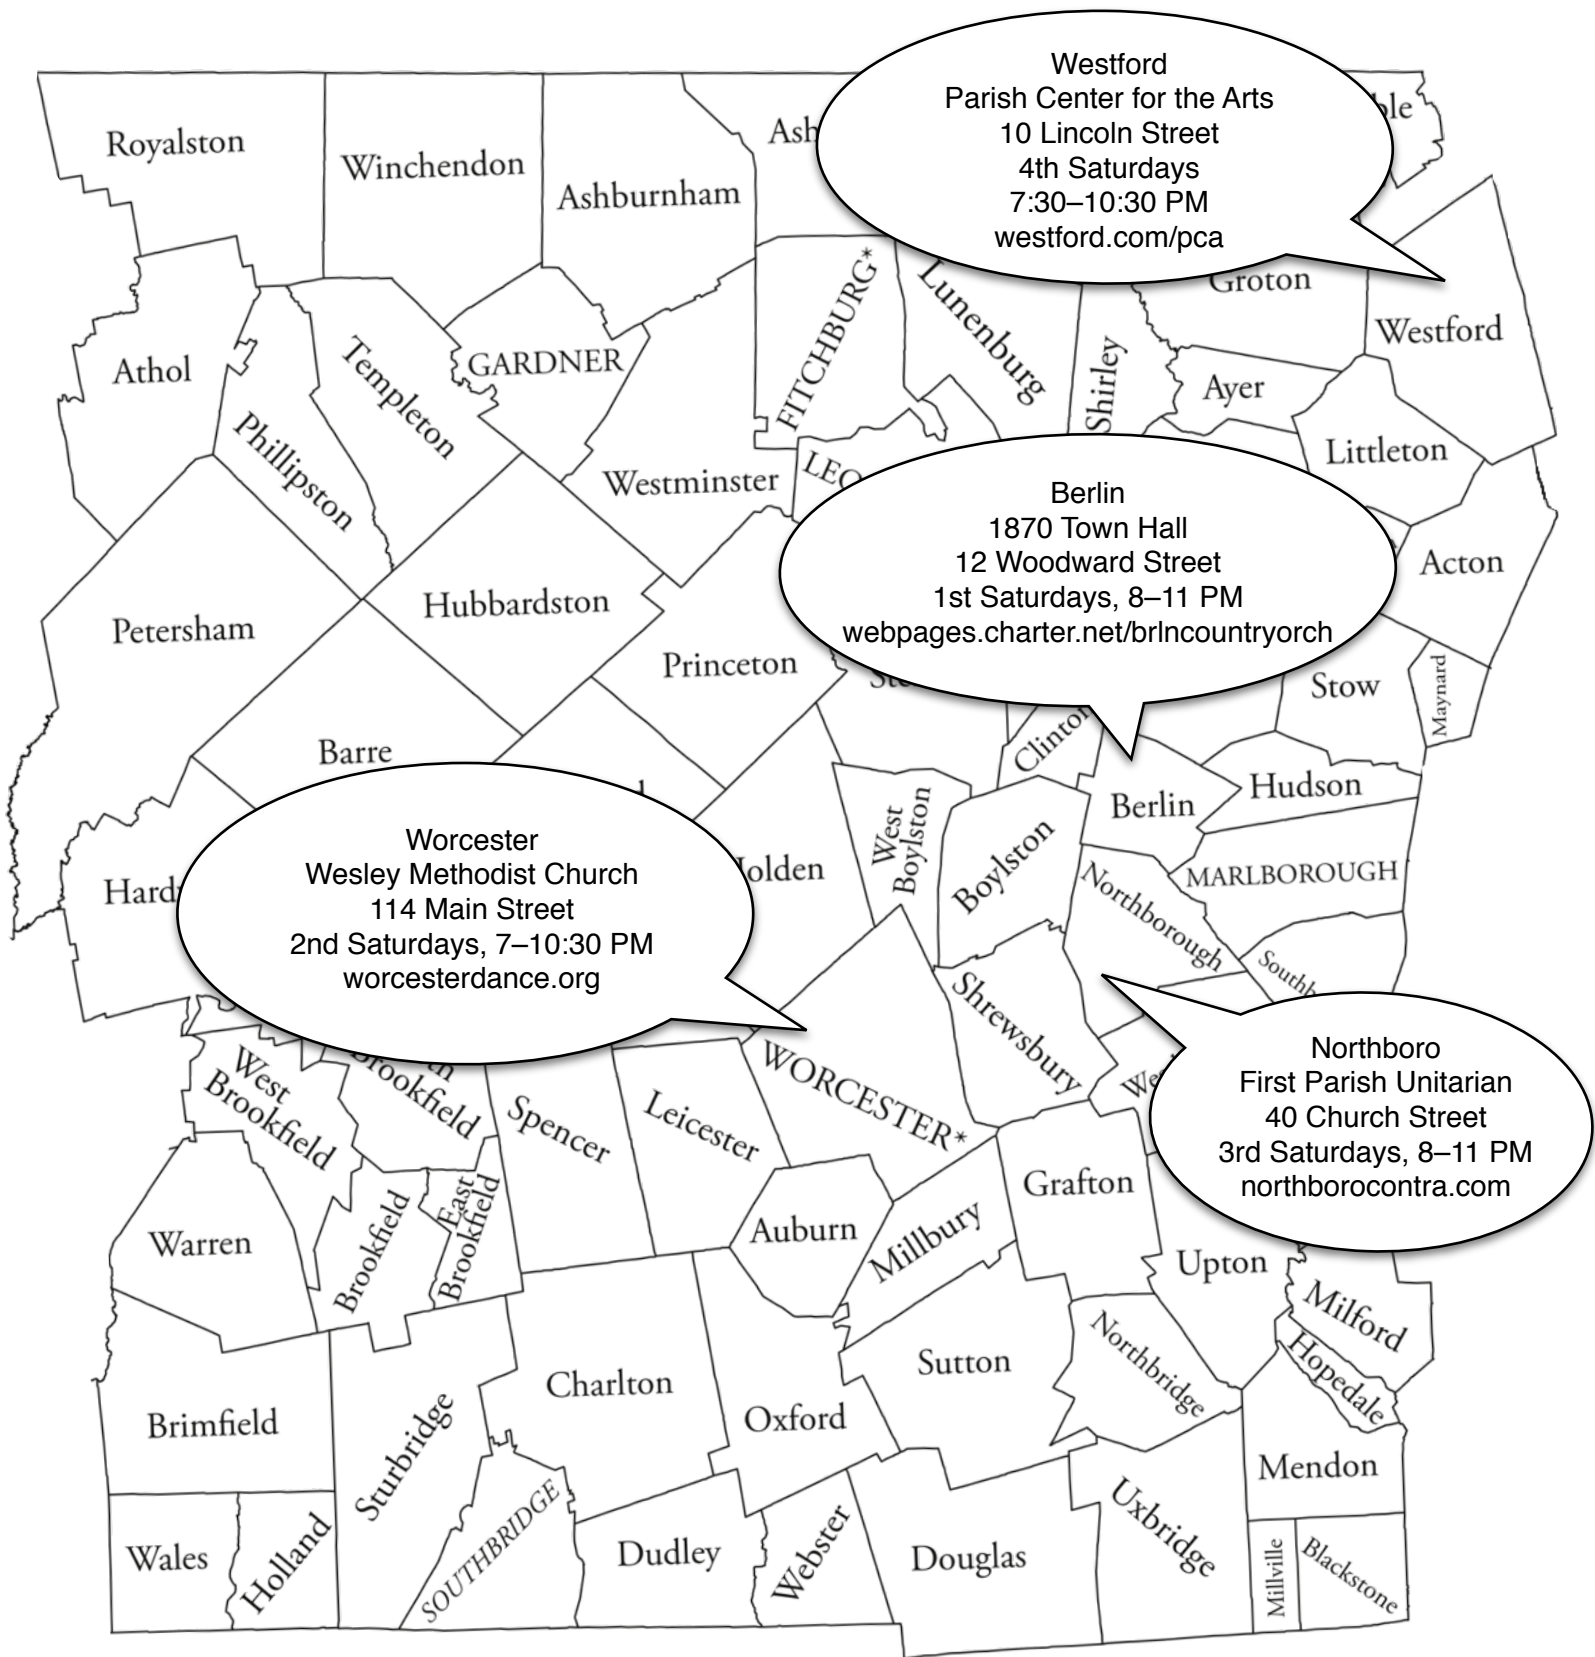 Westford
Parish Center for the Arts
10 Lincoln Street
4th Saturdays
7:30–10:30 PM
westford.com/pca
Royalston
Winchendon
Ashburnham
Athol
Phillipston
Templeton
GARDNER
Westminster
FITCHBURG*
Lunenburg
Shirley
Groton
Ayer
Westford
Littleton
Berlin
1870 Town Hall
12 Woodward Street
1st Saturdays, 8–11 PM
webpages.charter.net/brlncountryorch
Acton
Petersham
Hubbardston
Princeton
Stow
Maynard
Barre
Clinton
Berlin
Hudson
West
Boylston
Boylston
MARLBOROUGH
Northborough
Worcester
Wesley Methodist Church
114 Main Street
2nd Saturdays, 7–10:30 PM
worcesterdance.org
Shrewsbury
Northboro
First Parish Unitarian
40 Church Street
3rd Saturdays, 8–11 PM
northborocontra.com
West
Brookfield
Brookfield
Spencer
Leicester
WORCESTER*
Grafton
Warren
Brookfield
East
Brookfield
Auburn
Millbury
Upton
Milford
Hopedale
Brimfield
Sturbridge
Charlton
Oxford
Sutton
Northbridge
Mendon
Wales
Holland
SOUTHBRIDGE
Dudley
Webster
Douglas
Uxbridge
Millville
Blackstone